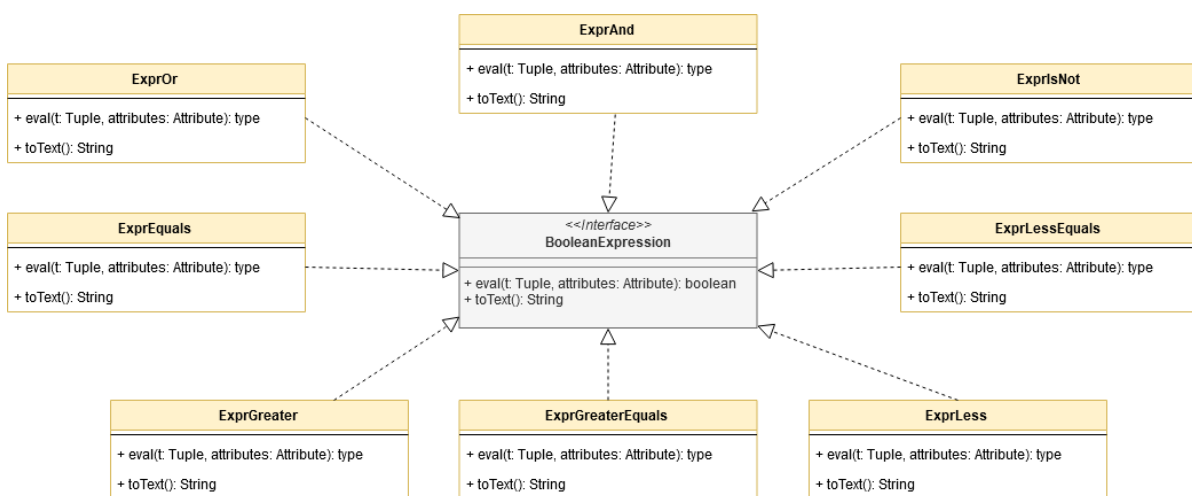 ExprAnd
+ eval(t: Tuple, attributes: Attribute): type
+ toText(): String
ExprOr
+ eval(t: Tuple, attributes: Attribute): type
+ toText(): String
ExprIsNot
+ eval(t: Tuple, attributes: Attribute): type
+ toText(): String
ExprEquals
+ eval(t: Tuple, attributes: Attribute): type
+ toText(): String
<<Interface>>
BooleanExpression
+ eval(t: Tuple, attributes: Attribute): boolean
+ toText(): String
ExprLessEquals
+ eval(t: Tuple, attributes: Attribute): type
+ toText(): String
ExprGreater
+ eval(t: Tuple, attributes: Attribute): type
+ toText(): String
ExprGreaterEquals
+ eval(t: Tuple, attributes: Attribute): type
+ toText(): String
ExprLess
+ eval(t: Tuple, attributes: Attribute): type
+ toText(): String